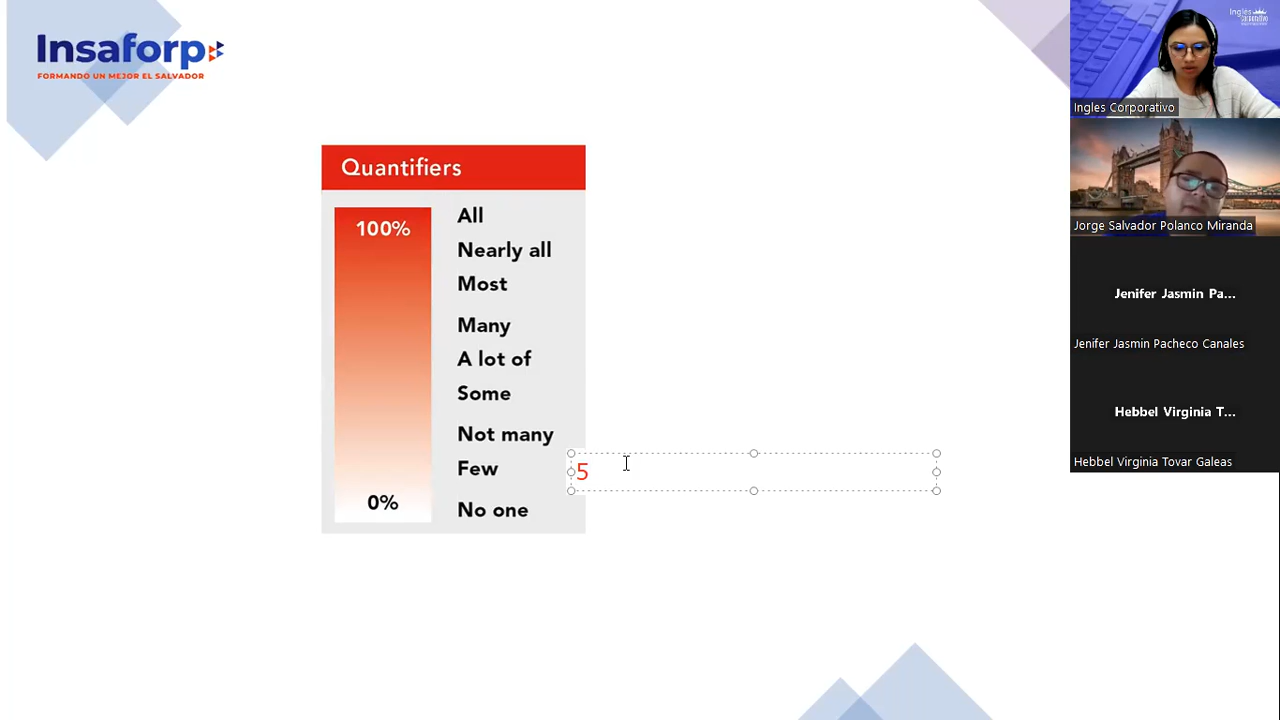 Insaforp
FORMANDO UN MEJOR EL SALVADOR
Quantifiers
100%
All
Nearly all
Most
Many
A lot of
Some
Not many
Few
5
0%
No one
Inglés
Corporativo
Ingles Corporativo
Jorge Salvador Polanco Miranda
Jenifer Jasmin Pa...
Jenifer Jasmin Pacheco Canales
Hebbel Virginia T...
Hebbel Virginia Tovar Galeas